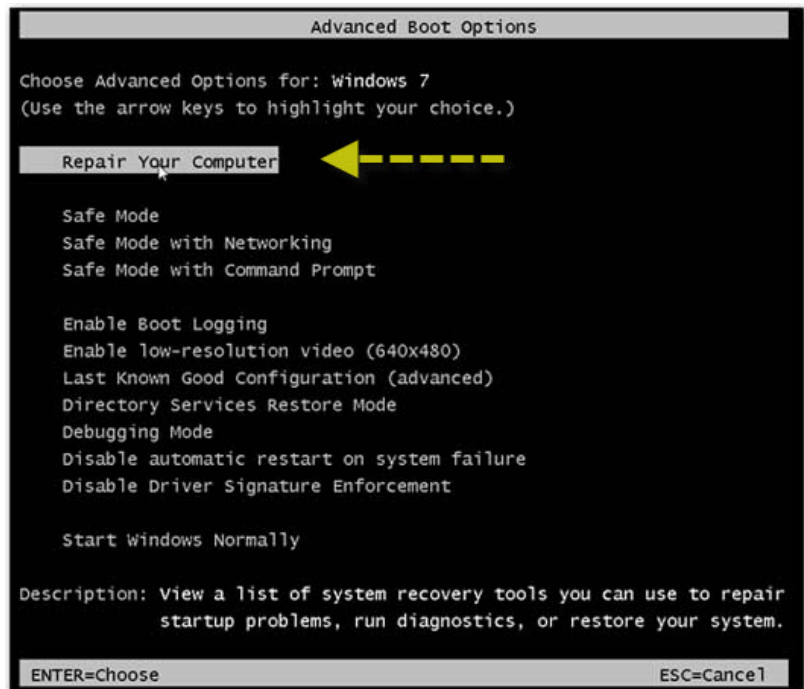 Advanced Boot Options
Choose Advanced Options for: Windows 7
(Use the arrow keys to highlight your choice.)
Repair Your Computer
Safe Mode
Safe Mode with Networking
Safe Mode with Command Prompt
Enable Boot Logging
Enable low-resolution video (640x480)
Last Known Good Configuration (advanced)
Directory Services Restore Mode
Debugging Mode
Disable automatic restart on system failure
Disable Driver Signature Enforcement
Start Windows Normally
Description: View a list of system recovery tools you can use to repair
startup problems, run diagnostics, or restore your system.
ENTER=Choose ESC=Cancel